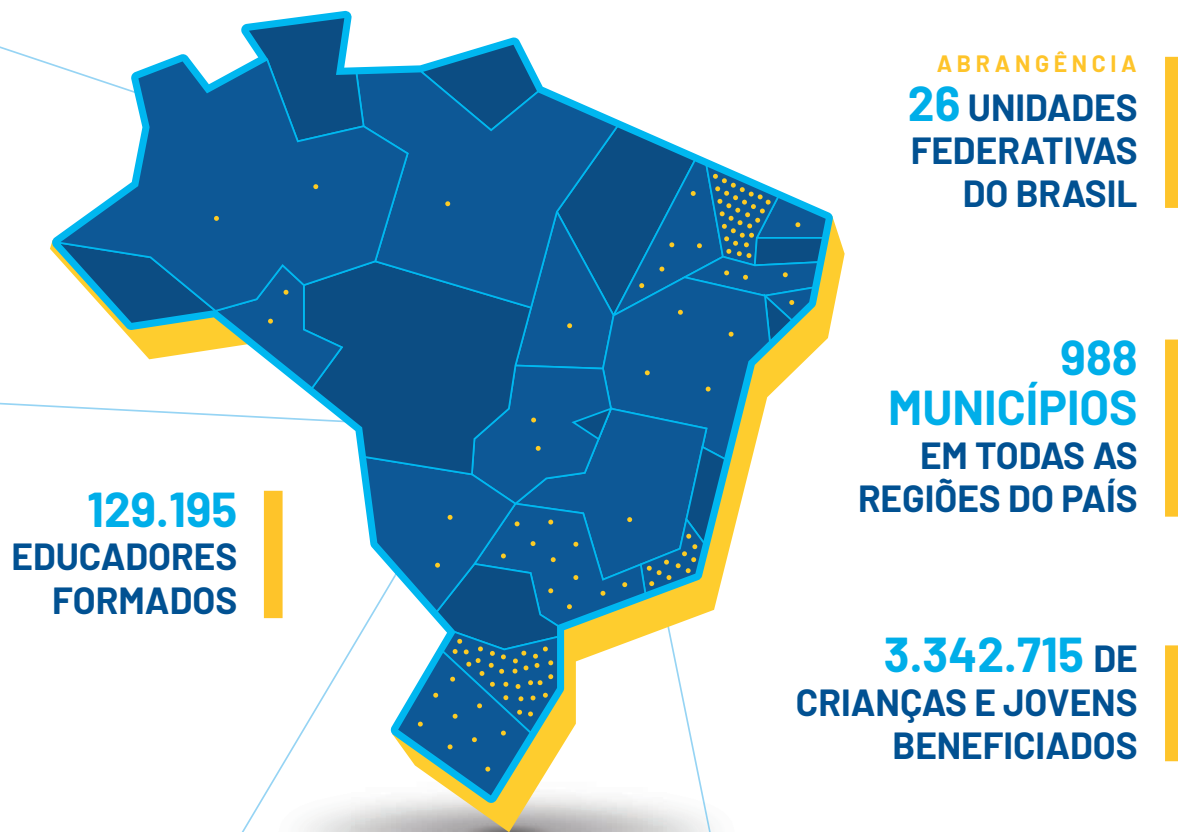 ABRANGÊNCIA
26 UNIDADES
FEDERATIVAS
DO BRASIL
988
MUNICÍPIOS
EM TODAS AS
REGIÕES DO PAÍS
129.195
EDUCADORES
FORMADOS
3.342.715 DE
CRIANÇAS E JOVENS
BENEFICIADOS